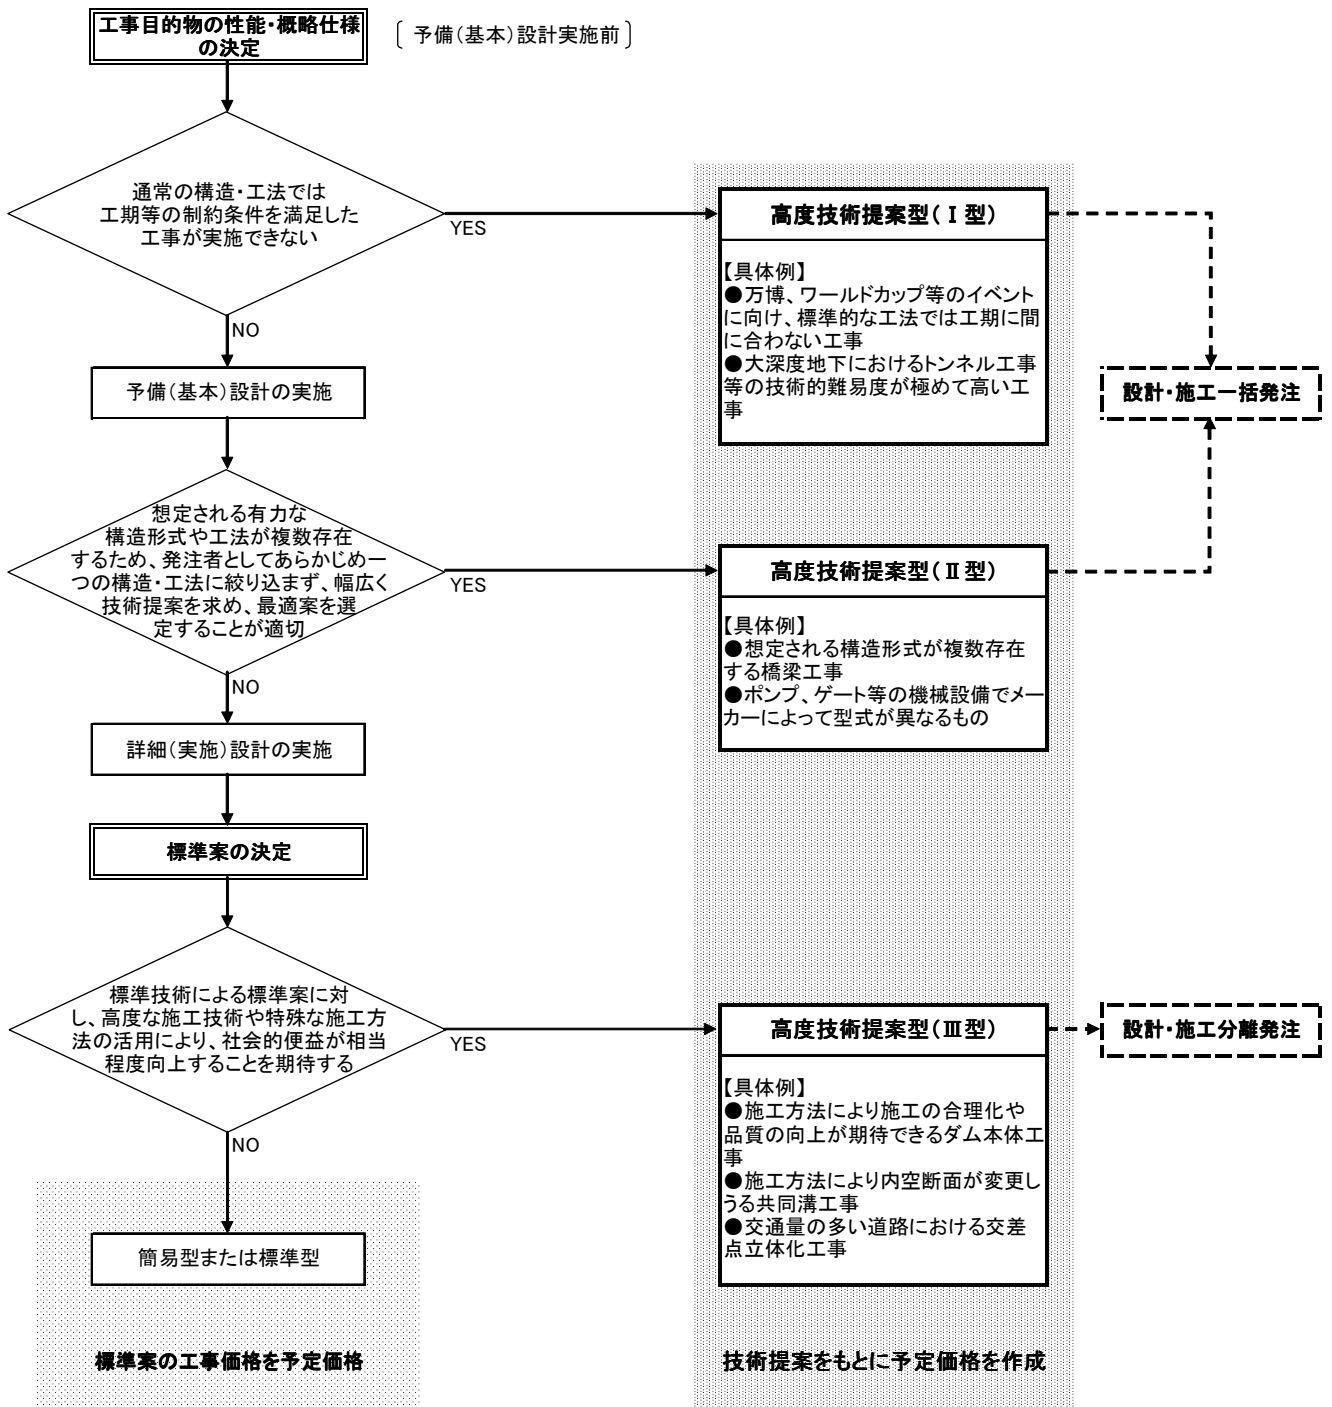 工事目的物の性能・概略仕様
の決定
〔 予備(基本)設計実施前 〕
通常の構造・工法では
工期等の制約条件を満足した
工事が実施できない
YES
NO
高度技術提案型(Ⅰ型)
【具体例】
●万博、ワールドカップ等のイベント
に向け、標準的な工法では工期に間
に合わない工事
●大深度地下におけるトンネル工事
等の技術的難易度が極めて高い工
事
設計・施工一括発注
予備(基本)設計の実施
想定される有力な
構造形式や工法が複数存在
するため、発注者としてあらかじめ一
つの構造・工法に絞り込まず、幅広く
技術提案を求め、最適案を選
定することが適切
YES
NO
高度技術提案型(Ⅱ型)
【具体例】
●想定される構造形式が複数存在
する橋梁工事
●ポンプ、ゲート等の機械設備でメー
カーによって型式が異なるもの
詳細(実施)設計の実施
標準案の決定
標準技術による標準案に対
し、高度な施工技術や特殊な施工方
法の活用により、社会的便益が相当
程度向上することを期待する
YES
NO
高度技術提案型(Ⅲ型)
【具体例】
●施工方法により施工の合理化や
品質の向上が期待できるダム本体工
事
●施工方法により内空断面が変更し
うる共同溝工事
●交通量の多い道路における交差
点立体化工事
設計・施工分離発注
簡易型または標準型
標準案の工事価格を予定価格
技術提案をもとに予定価格を作成